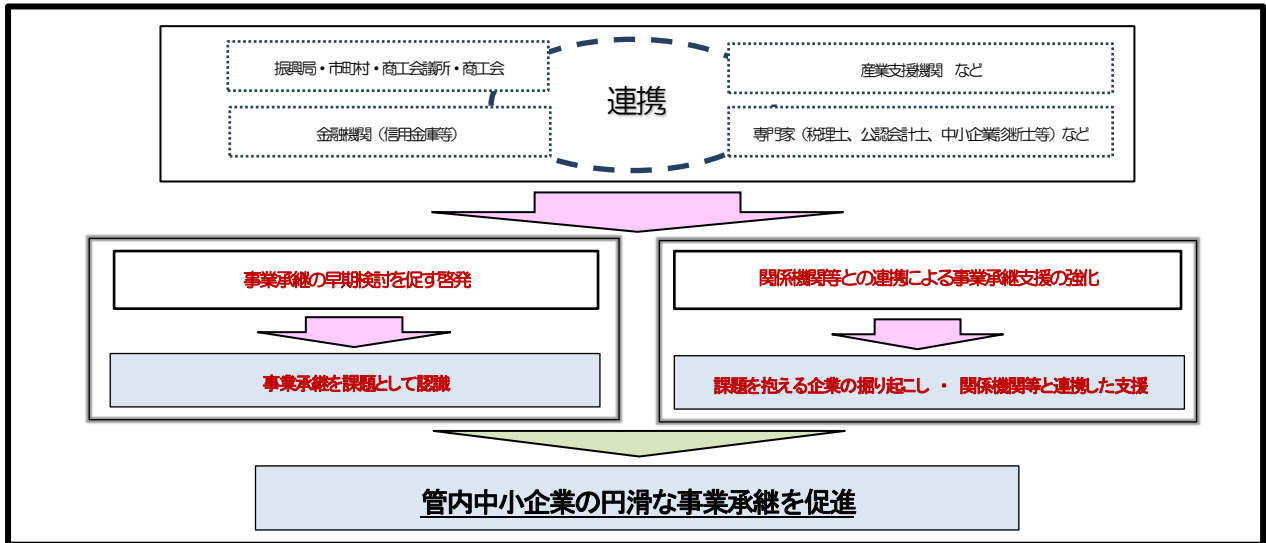 振興局・市町村・商工会議所・商工会
産業支援機関　など
連携
金融機関（信用金庫等）
専門家（税理士、公認会計士、中小企業診断士等）など
事業承継の早期検討を促す啓発
関係機関等との連携による事業承継支援の強化
事業承継を課題として認識
課題を抱える企業の掘り起こし ・ 関係機関等と連携した支援
管内中小企業の円滑な事業承継を促進